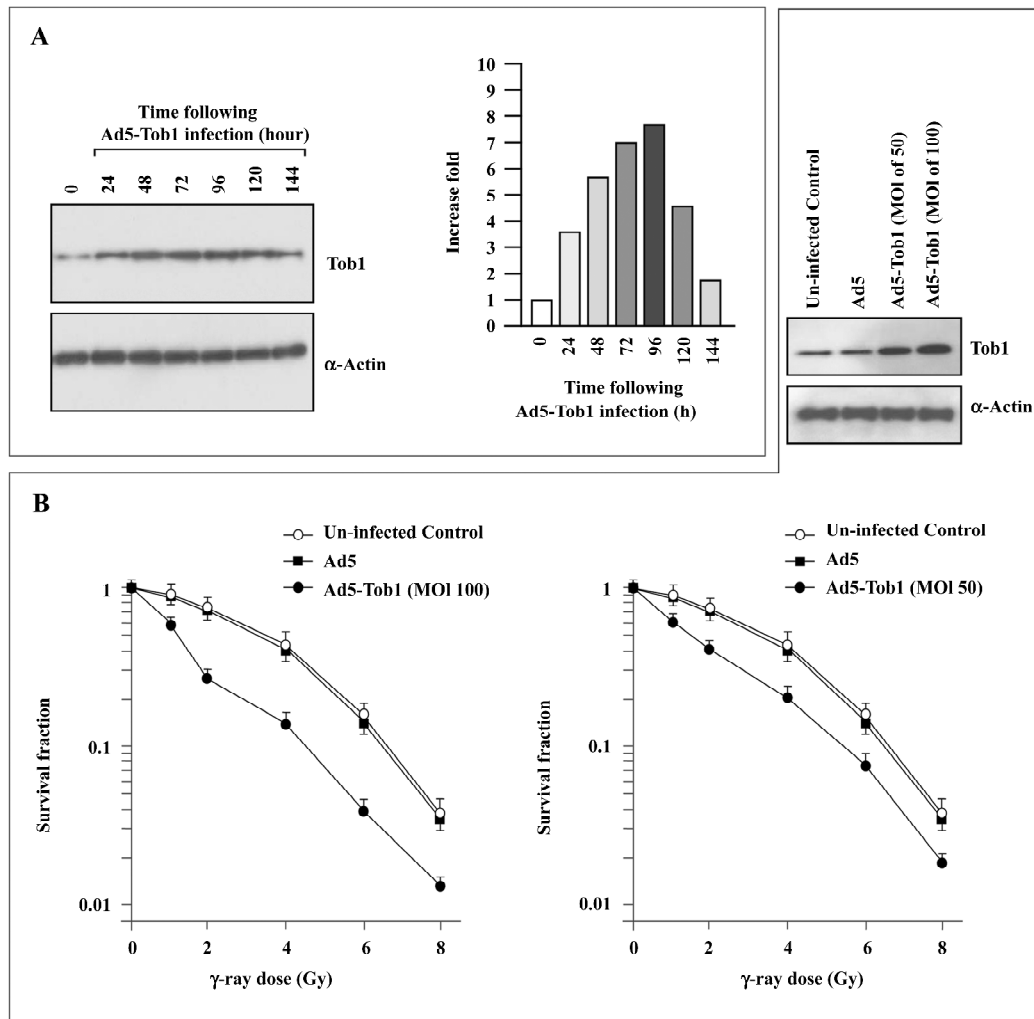 A
Time following
Ad5-Tob1 infection (hour)
0 24 48 72 96 120 144
Tob1
α-Actin
Increase fold
10
9
8
7
6
5
4
3
2
1
0
0 24 48 72 96 120 144
Time following
Ad5-Tob1 infection (h)
Un-infected Control
Ad5
Ad5-Tob1 (MOI of 50)
Ad5-Tob1 (MOI of 100)
Tob1
α-Actin
B
Un-infected Control
Ad5
Ad5-Tob1 (MOI 100)
Survival fraction
1
0.1
0.01
0 2 4 6 8
γ-ray dose (Gy)
Un-infected Control
Ad5
Ad5-Tob1 (MOI 50)
Survival fraction
1
0.1
0.01
0 2 4 6 8
γ-ray dose (Gy)